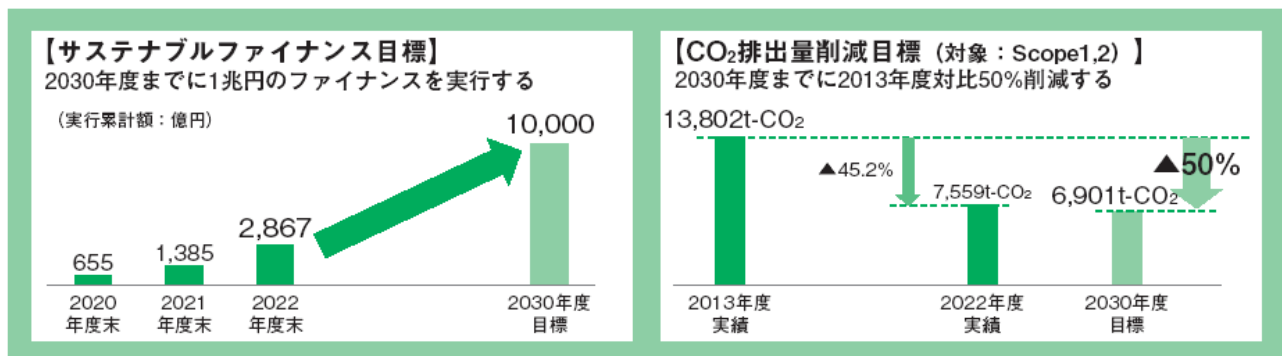 【サステナブルファイナンス目標】
2030年度までに1兆円のファイナンスを実行する
(実行累計額:億円)
10,000
2,867
1,385
655
2020
年度末
2021
年度末
2022
年度末
2030年度
目標
【CO₂排出量削減目標(対象:Scope1,2)】
2030年度までに2013年度対比50%削減する
13,802t-CO₂
▲45.2%
▲50%
7,559t-CO₂
6,901t-CO₂
2013年度
実績
2022年度
実績
2030年度
目標